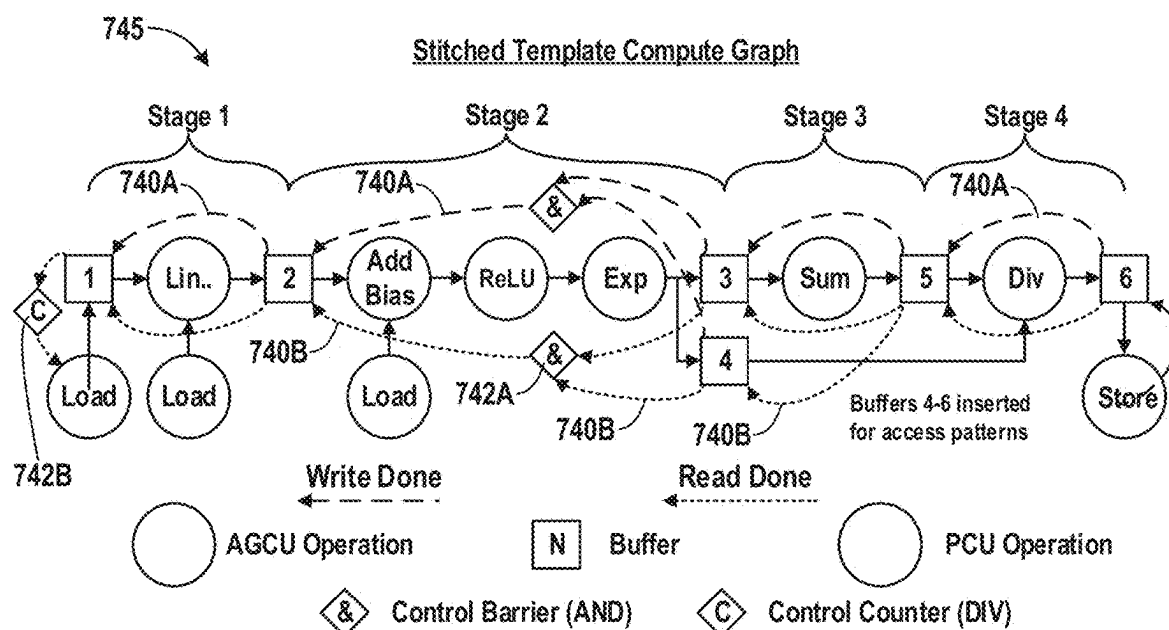 745
Stitched Template Compute Graph
Stage 1 Stage 2 Stage 3 Stage 4
740A 740A 740A
&
1 Lin.. 2 Add Bias ReLU Exp 3 Sum 5 Div 6
C
740B & 4
Load Load Load 742A Store
740B 740B
Buffers 4-6 inserted
for access patterns
742B
Write Done Read Done
AGCU Operation N Buffer PCU Operation
& Control Barrier (AND) C Control Counter (DIV)